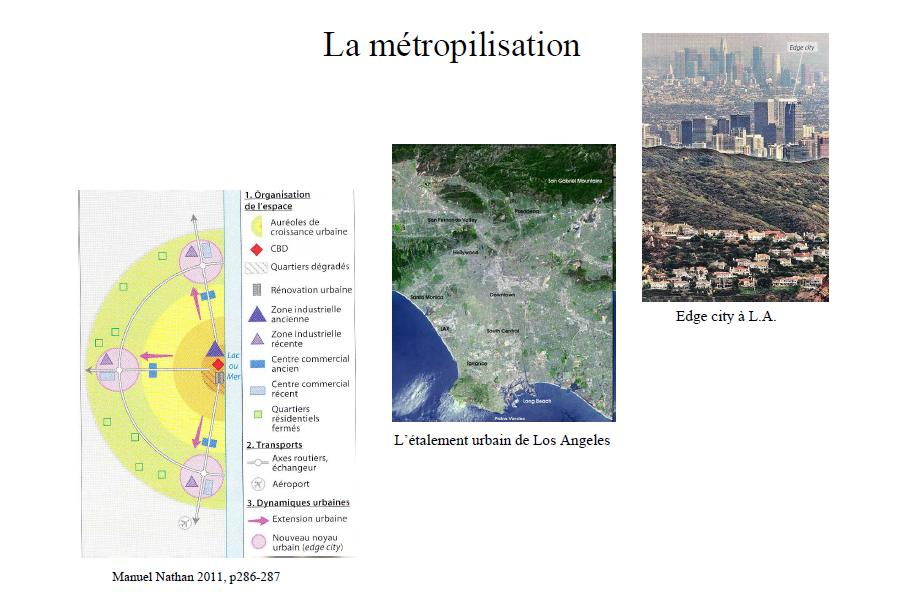 La métropilisation
Edge city
1. Organisation
de l'espace
Auréoles de
croissance urbaine
CBD
Quartiers dégradés
Rénovation urbaine
Zone industrielle
ancienne
Zone industrielle
récente
Centre commercial
ancien
Centre commercial
récent
Quartiers
résidentiels
fermés
2. Transports
Axes routiers,
échangeur
Aéroport
3. Dynamiques urbaines
Extension urbaine
Nouveau noyau
urbain (edge city)
Lac
ou
Mer
Manuel Nathan 2011, p286-287
San Gabriel Mountains
Pasadena
San Fernando Valley
Hollywood
Santa Monica
Downtown
LAX
South Central
Torrance
Long Beach
Palos Verdes
L'étalement urbain de Los Angeles
Edge city à L.A.